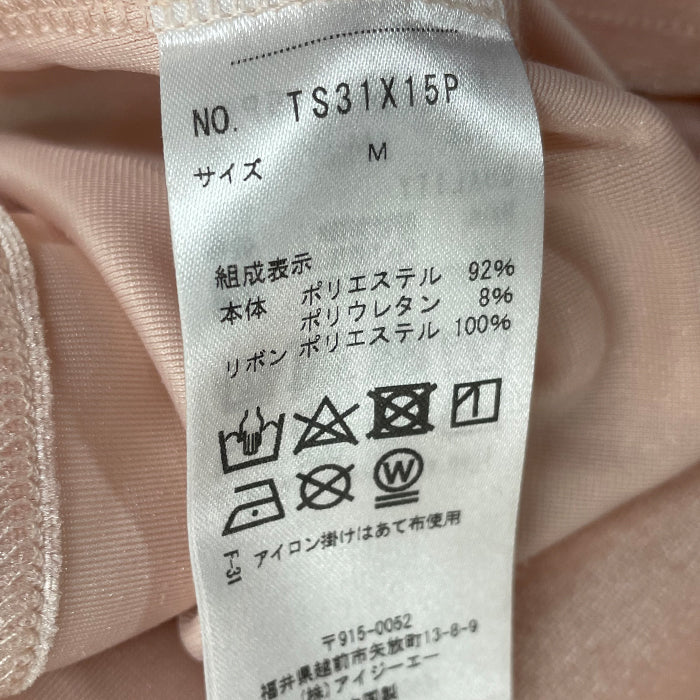 NO. TS31X15P
サイズ M
組成表示
本体 ポリエステル 92%
ポリウレタン 8%
リボン ポリエステル 100%
W
アイロン掛けはあて布使用
F-31
〒915-0052
福井県越前市矢放町13-8-9
(株)アイジーエー
国製